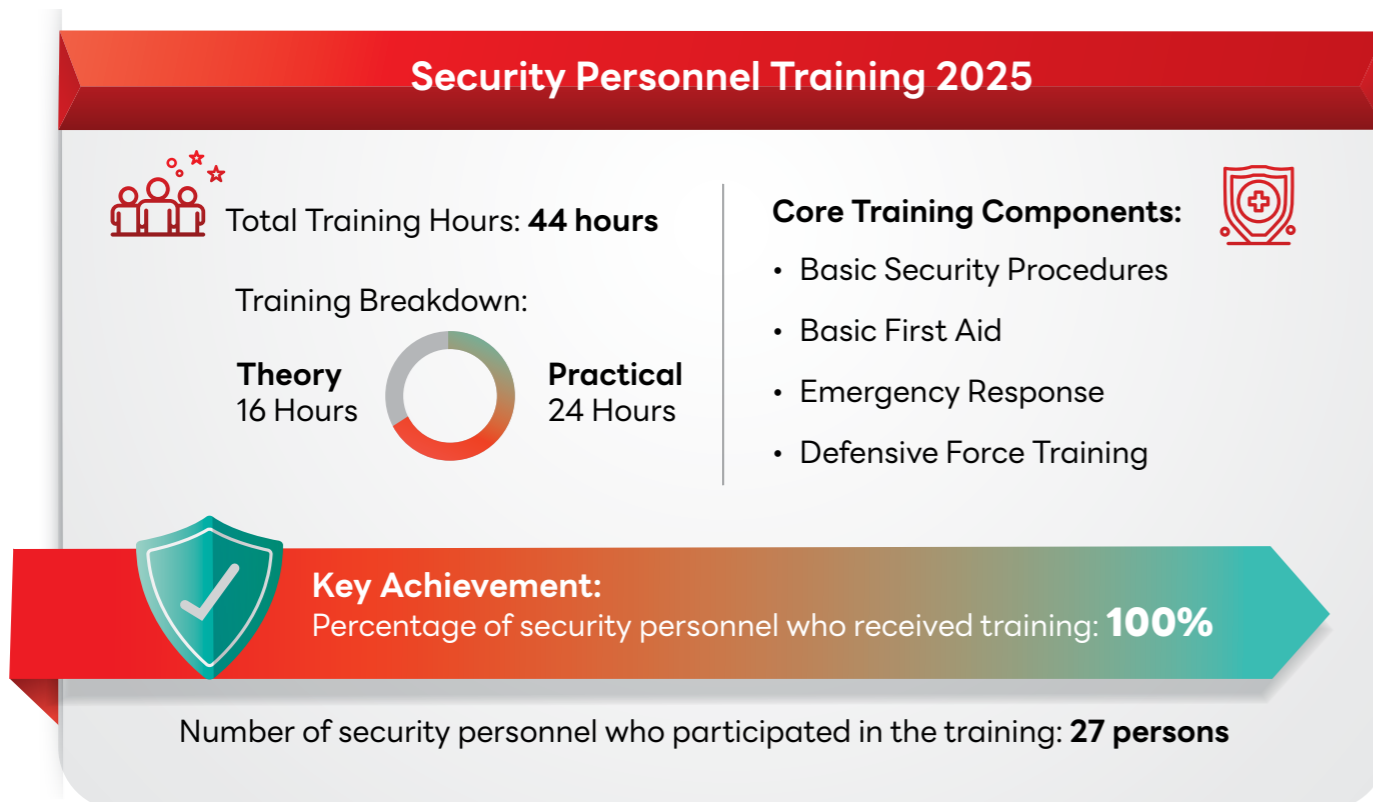 Security Personnel Training 2025
Total Training Hours: 44 hours
Training Breakdown:
Theory
16 Hours
Practical
24 Hours
Core Training Components:
• Basic Security Procedures
• Basic First Aid
• Emergency Response
• Defensive Force Training
Key Achievement:
Percentage of security personnel who received training: 100%
Number of security personnel who participated in the training: 27 persons